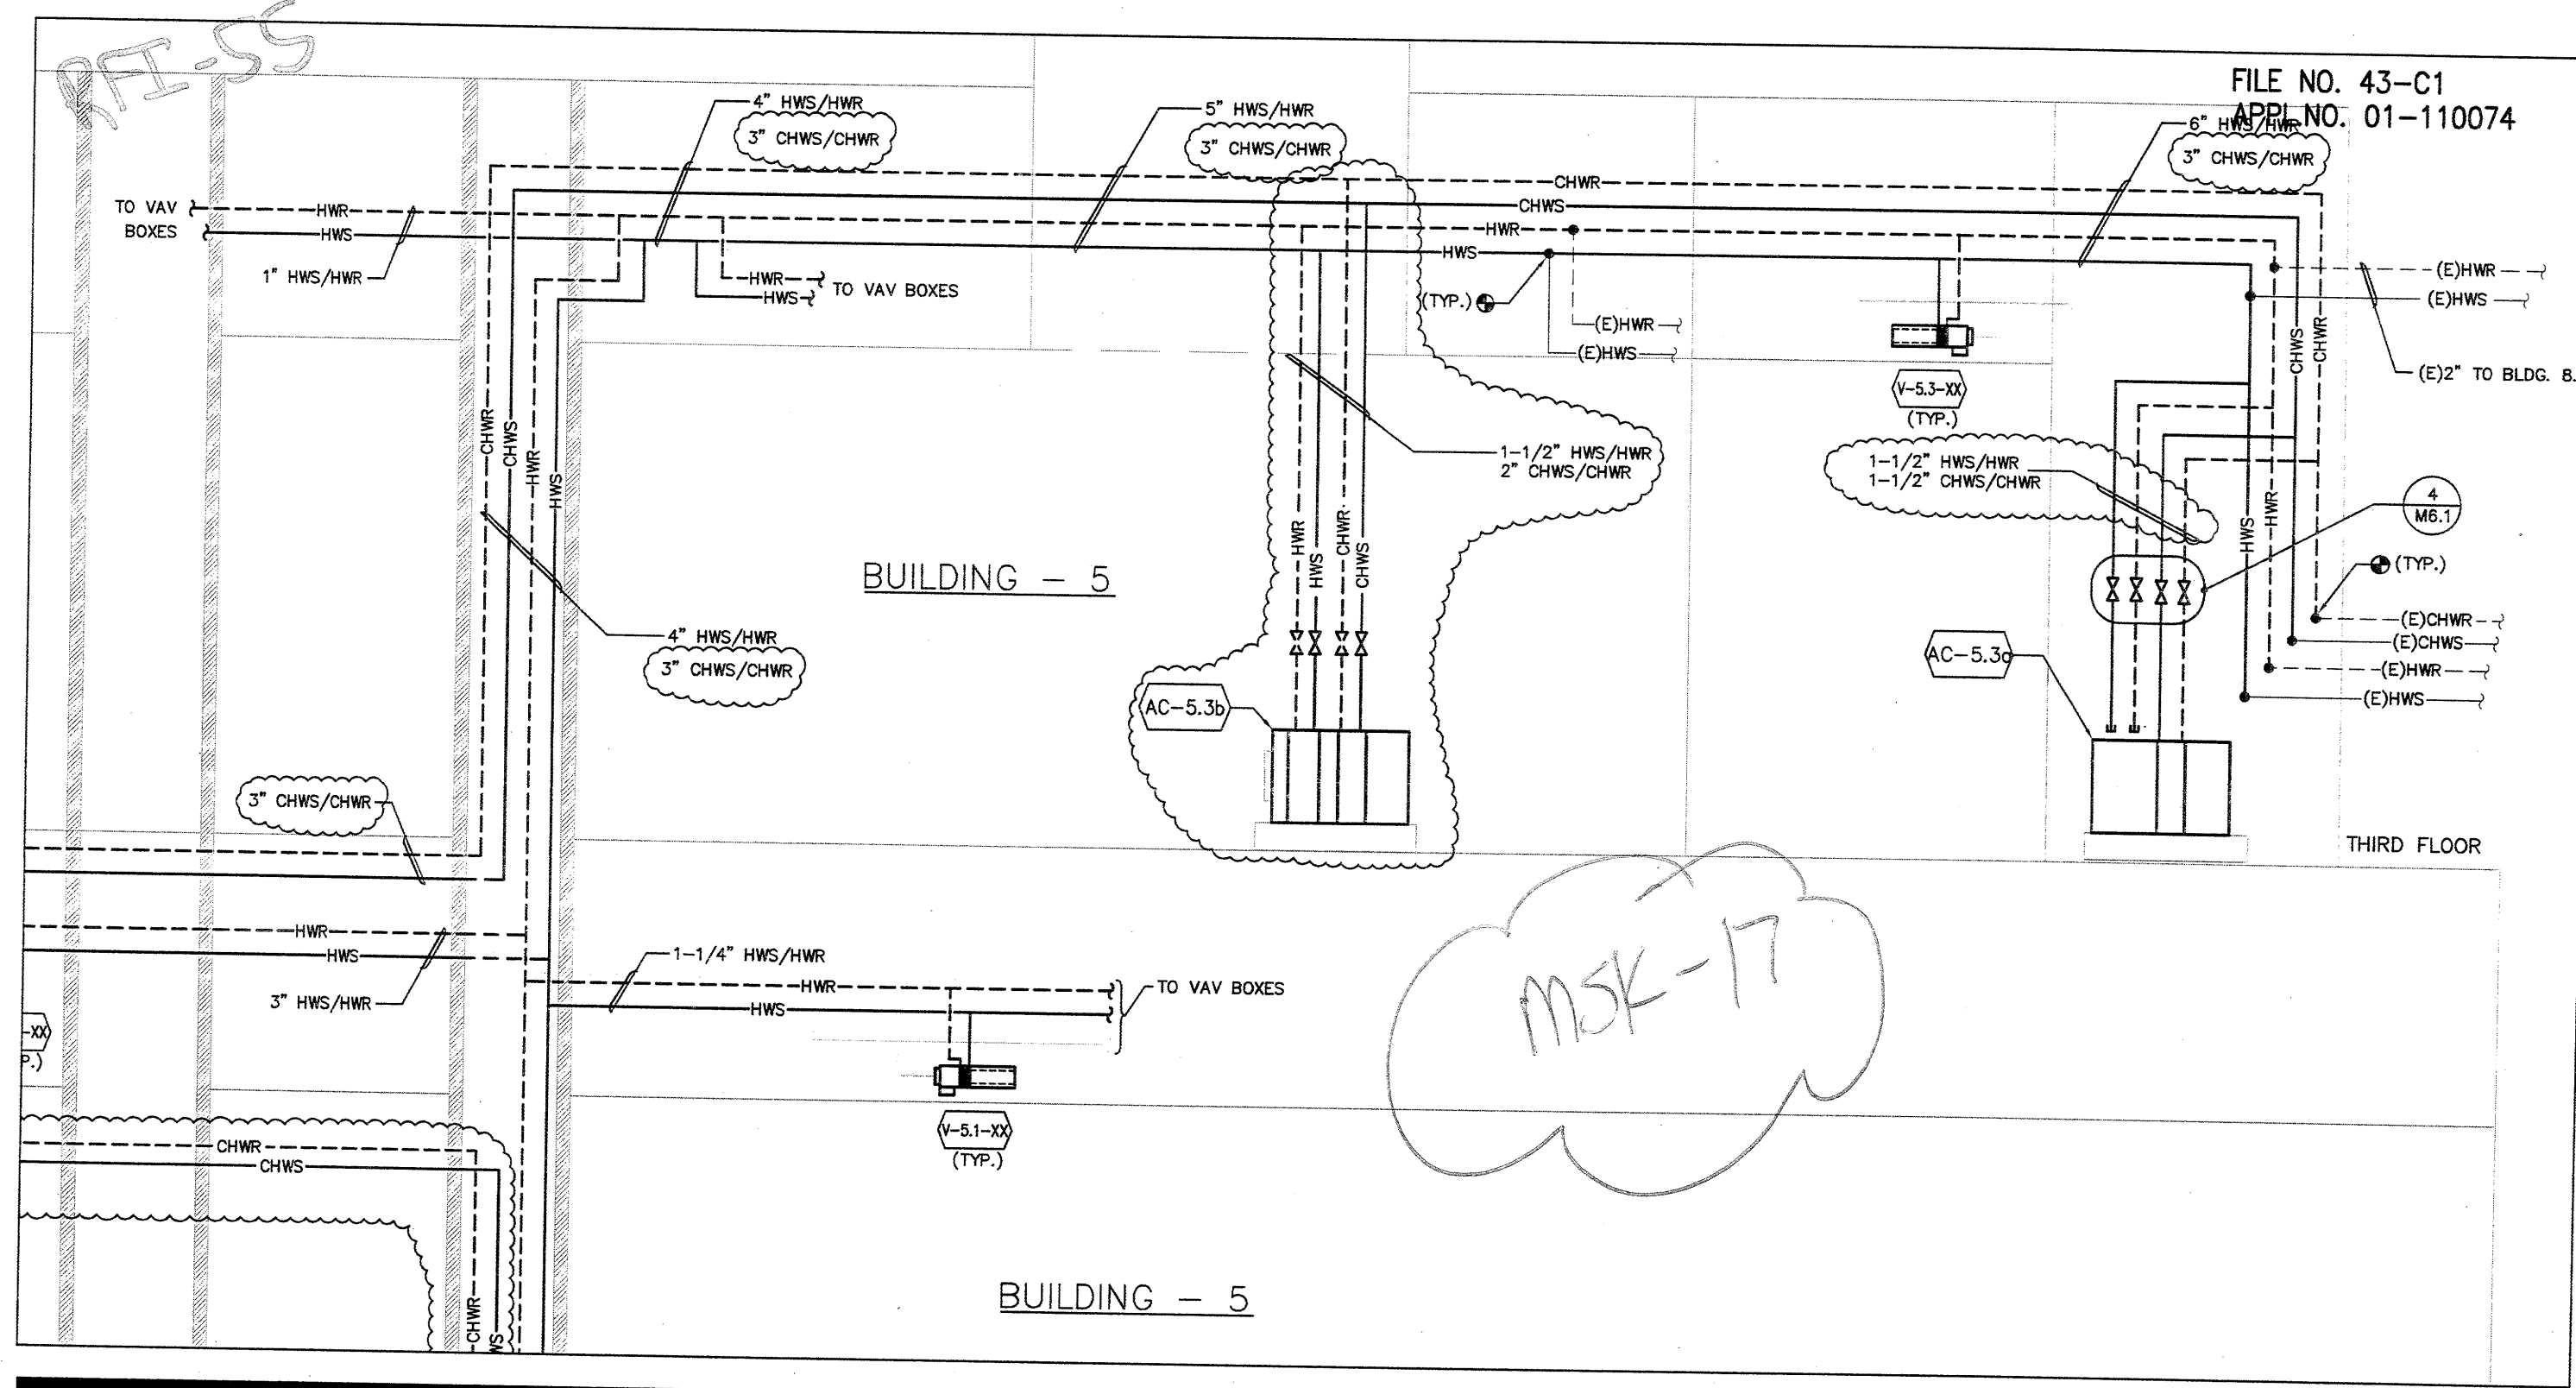 RFI-55
FILE NO. 43-C1
APPL NO. 01-110074
4" HWS/HWR
3" CHWS/CHWR
5" HWS/HWR
3" CHWS/CHWR
6" HWS/HWR
3" CHWS/CHWR
CHWR
CHWS
TO VAV
BOXES
HWR
HWS
HWR
HWS
1" HWS/HWR
HWR
HWS
TO VAV BOXES
(TYP.)
(E)HWR
(E)HWS
(E)HWR
(E)HWS
(E)2" TO BLDG. 8.
V-5.3-XX
(TYP.)
CHWS
CHWR
CHWR
CHWS
HWR
HWS
1-1/2" HWS/HWR
2" CHWS/CHWR
1-1/2" HWS/HWR
1-1/2" CHWS/CHWR
4
M6.1
HWR
HWS
CHWR
CHWS
HWS
HWR
BUILDING - 5
(TYP.)
4" HWS/HWR
3" CHWS/CHWR
(E)CHWR
(E)CHWS
(E)HWR
(E)HWS
AC-5.3b
AC-5.3a
3" CHWS/CHWR
THIRD FLOOR
HWR
HWS
3" HWS/HWR
1-1/4" HWS/HWR
HWR
HWS
TO VAV BOXES
MSK-17
-XX
P.)
V-5.1-XX
(TYP.)
CHWR
CHWS
CHWR
WS
BUILDING - 5